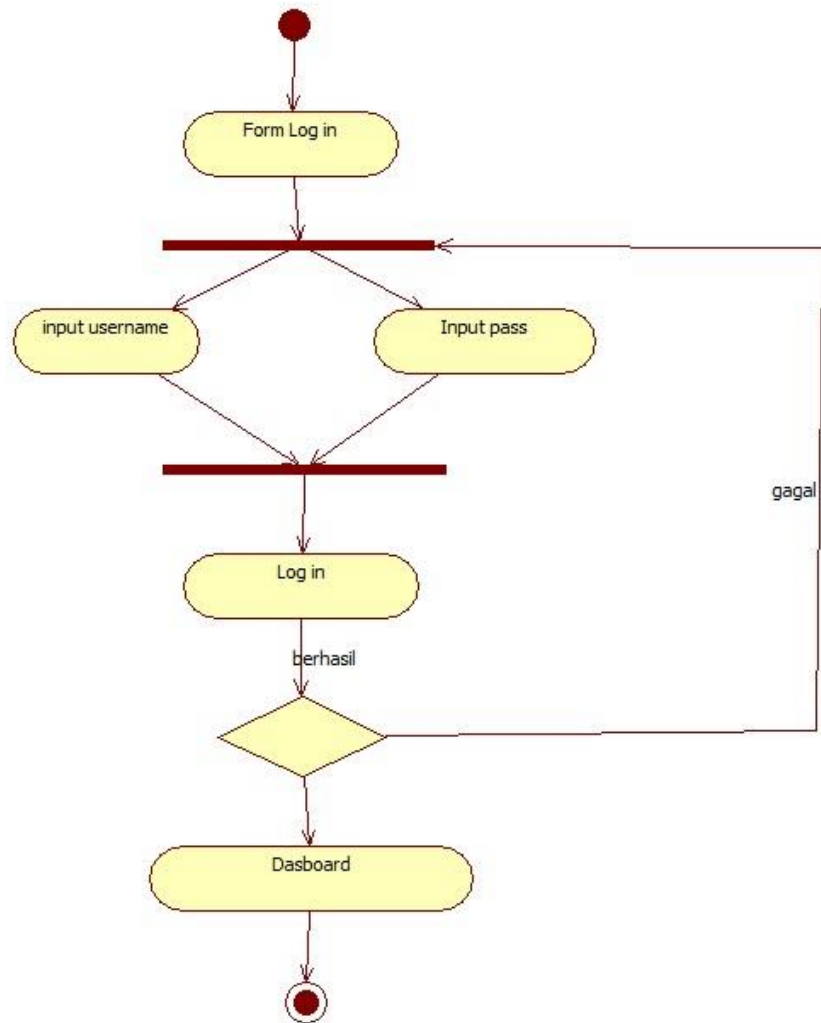 Form Log in
input username
Input pass
gagal
Log in
berhasil
Dasboard